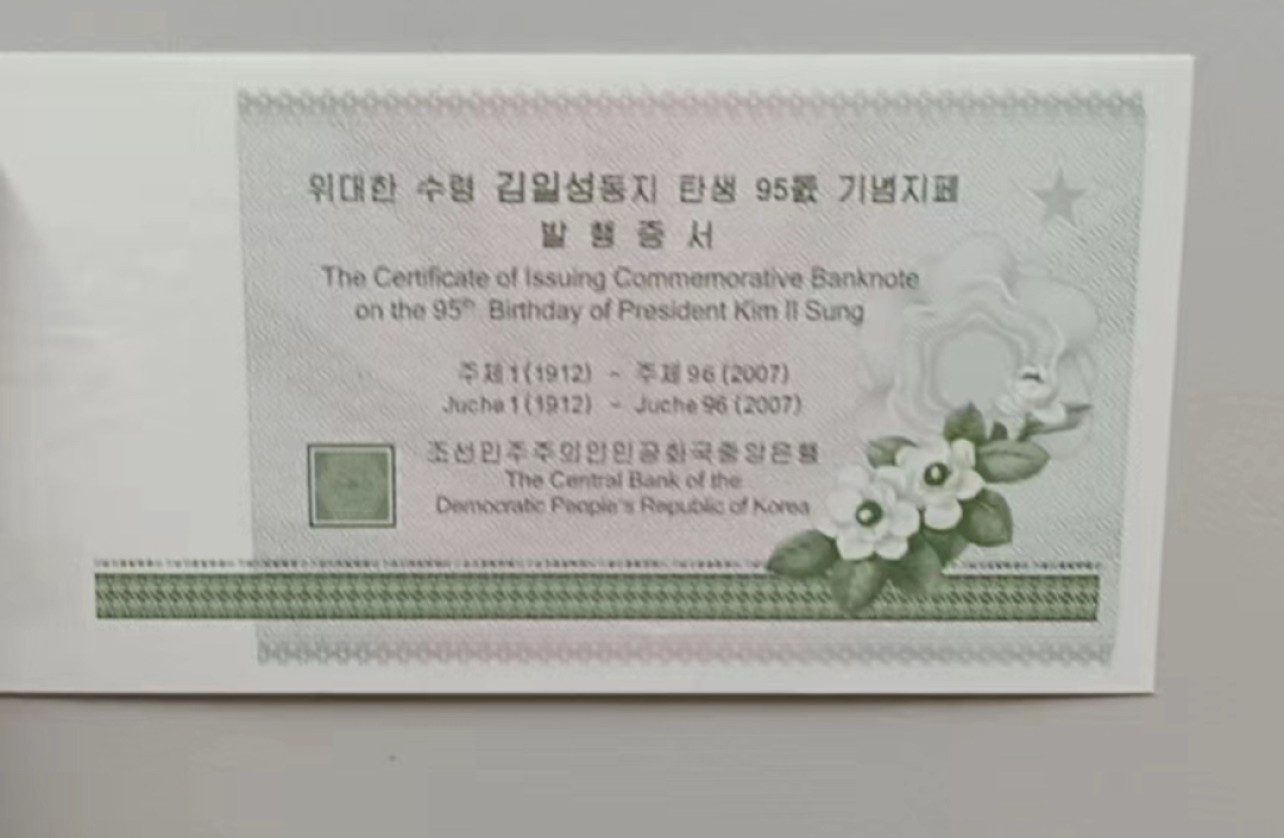 위대한 수령 김일성동지 탄생 95돐 기념지폐
발 행 증 서
The Certificate of Issuing Commemorative Banknote
on the 95th Birthday of President Kim Il Sung
주체 1 (1912) ~ 주체 96 (2007)
Juche 1 (1912) - Juche 96 (2007)
조선민주주의인민공화국중앙은행
The Central Bank of the
Democratic People's Republic of Korea